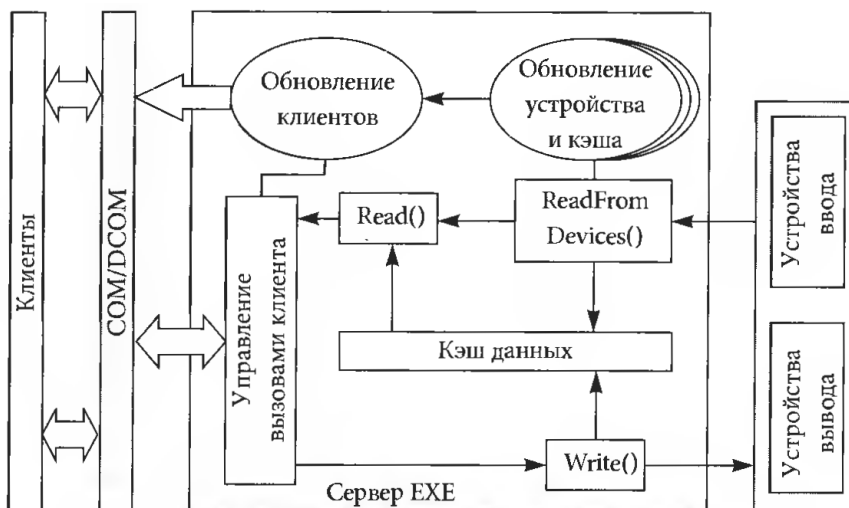 Обновление
клиентов
Обновление
устройства
и кэша
Клиенты
COM/DCOM
Управление
вызовами клиента
Read()
ReadFrom
Devices()
Кэш данных
Write()
Сервер EXE
Устройства
ввода
Устройства
вывода